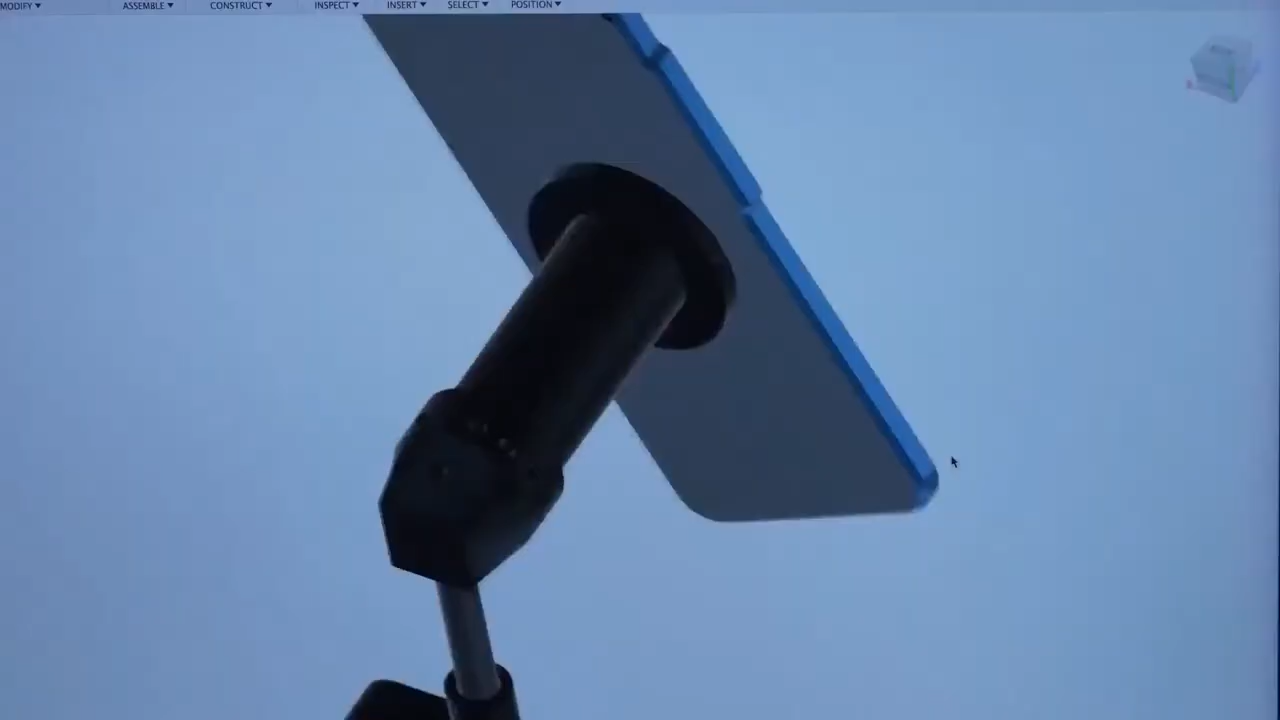 MODIFY ▼ ASSEMBLE ▼ CONSTRUCT ▼ INSPECT ▼ INSERT ▼ SELECT ▼ POSITION ▼